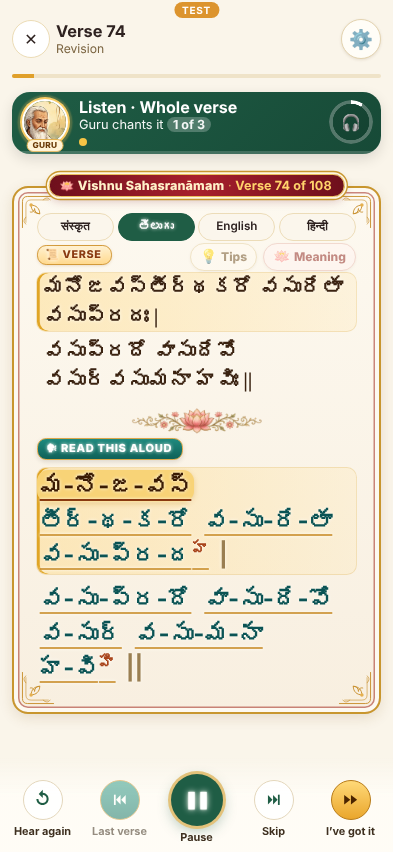 TEST
Verse 74
Revision
Listen · Whole verse
Guru chants it 1 of 3
GURU
Vishnu Sahasranāmam · Verse 74 of 108
संस्कृत తెలుగు English हिन्दी
VERSE Tips Meaning
మనోజవస్తీర్థకరో వసురేతా
వసుప్రదః |
వసుప్రదో వాసుదేవో
వసుర్వసుమనా హవిః ||
READ THIS ALOUD
మ-నో-జ-వస్
తీర్-థ-క-రో వ-సు-రే-తా
వ-సు-ప్ర-దహ |
వ-సు-ప్ర-దో వా-సు-దే-వో
వ-సుర్ వ-సు-మ-నా
హ-విహి ||
Hear again Last verse Pause Skip I've got it